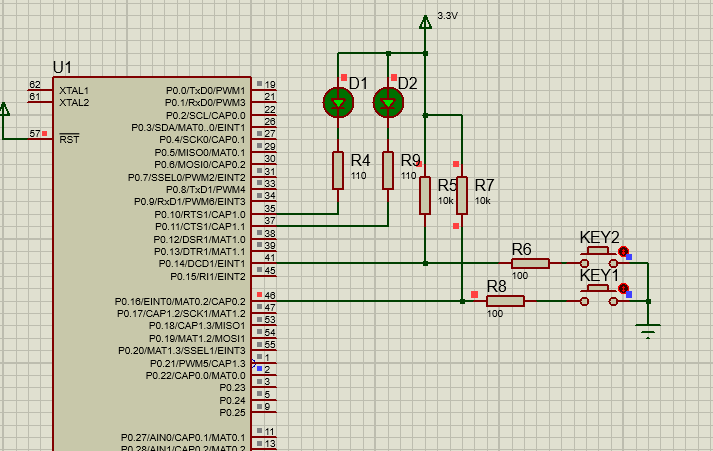 3.3V
U1
62 XTAL1
61 XTAL2
57 RST
P0.0/TxD0/PWM1 19
P0.1/RxD0/PWM3 21
P0.2/SCL/CAP0.0 22
P0.3/SDA/MAT0..0/EINT1 26
P0.4/SCK0/CAP0.1 27
P0.5/MISO0/MAT0.1 29
P0.6/MOSI0/CAP0.2 30
P0.7/SSEL0/PWM2/EINT2 31
P0.8/TxD1/PWM4 33
P0.9/RxD1/PWM6/EINT3 34
P0.10/RTS1/CAP1.0 35
P0.11/CTS1/CAP1.1 37
P0.12/DSR1/MAT1.0 38
P0.13/DTR1/MAT1.1 39
P0.14/DCD1/EINT1 41
P0.15/RI1/EINT2 45
P0.16/EINT0/MAT0.2/CAP0.2 46
P0.17/CAP1.2/SCK1/MAT1.2 47
P0.18/CAP1.3/MISO1 53
P0.19/MAT1.2/MOSI1 54
P0.20/MAT1.3/SSEL1/EINT3 55
P0.21/PWM5/CAP1.3 1
P0.22/CAP0.0/MAT0.0 2
P0.23 3
P0.24 5
P0.25 9
P0.27/AIN0/CAP0.1/MAT0.1 11
P0.28/AIN1/CAP0.2/MAT0.2 13
D1
D2
R4
110
R9
110
R5
10k
R7
10k
R6
100
KEY2
R8
100
KEY1